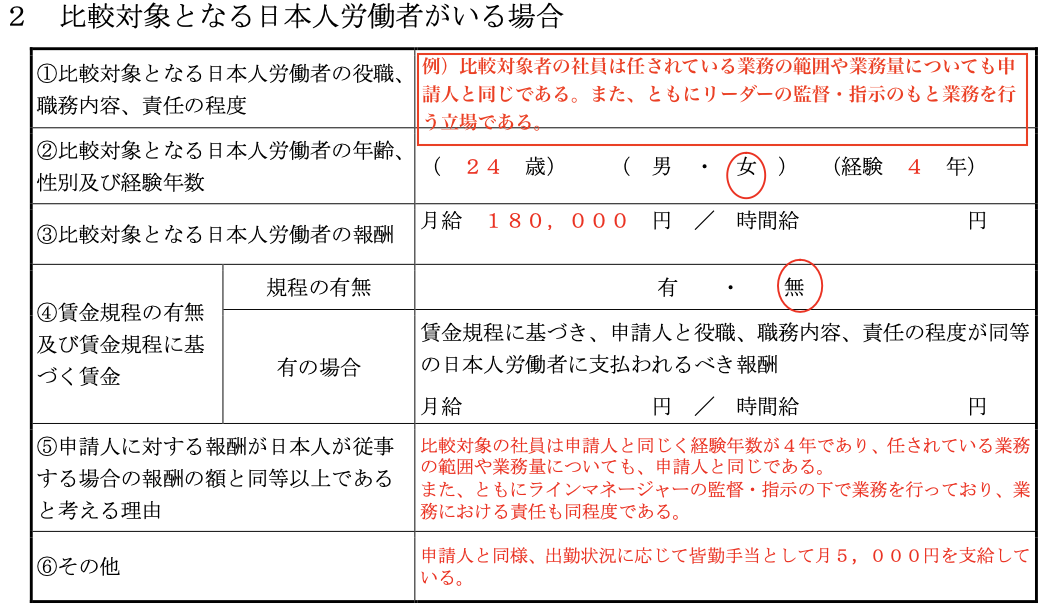 ２　比較対象となる日本人労働者がいる場合
①比較対象となる日本人労働者の役職、
職務内容、責任の程度
例）比較対象者の社員は任されている業務の範囲や業務量についても申
請人と同じである。また、ともにリーダーの監督・指示のもと業務を行
う立場である。
②比較対象となる日本人労働者の年齢、
性別及び経験年数
（　２４　歳）　（　男　・　女　）　（経験　４　年）
③比較対象となる日本人労働者の報酬
月給　１８０，０００　円　／　時間給　円
④賃金規程の有無
及び賃金規程に基
づく賃金
規程の有無
有　・　無
有の場合
賃金規程に基づき、申請人と役職、職務内容、責任の程度が同等
の日本人労働者に支払われるべき報酬
月給　円　／　時間給　円
⑤申請人に対する報酬が日本人が従事
する場合の報酬の額と同等以上である
と考える理由
比較対象の社員は申請人と同じく経験年数が４年であり、任されている業務
の範囲や業務量についても、申請人と同じである。
また、ともにラインマネージャーの監督・指示の下で業務を行っており、業
務における責任も同程度である。
⑥その他
申請人と同様、出勤状況に応じて皆勤手当として月５，０００円を支給して
いる。